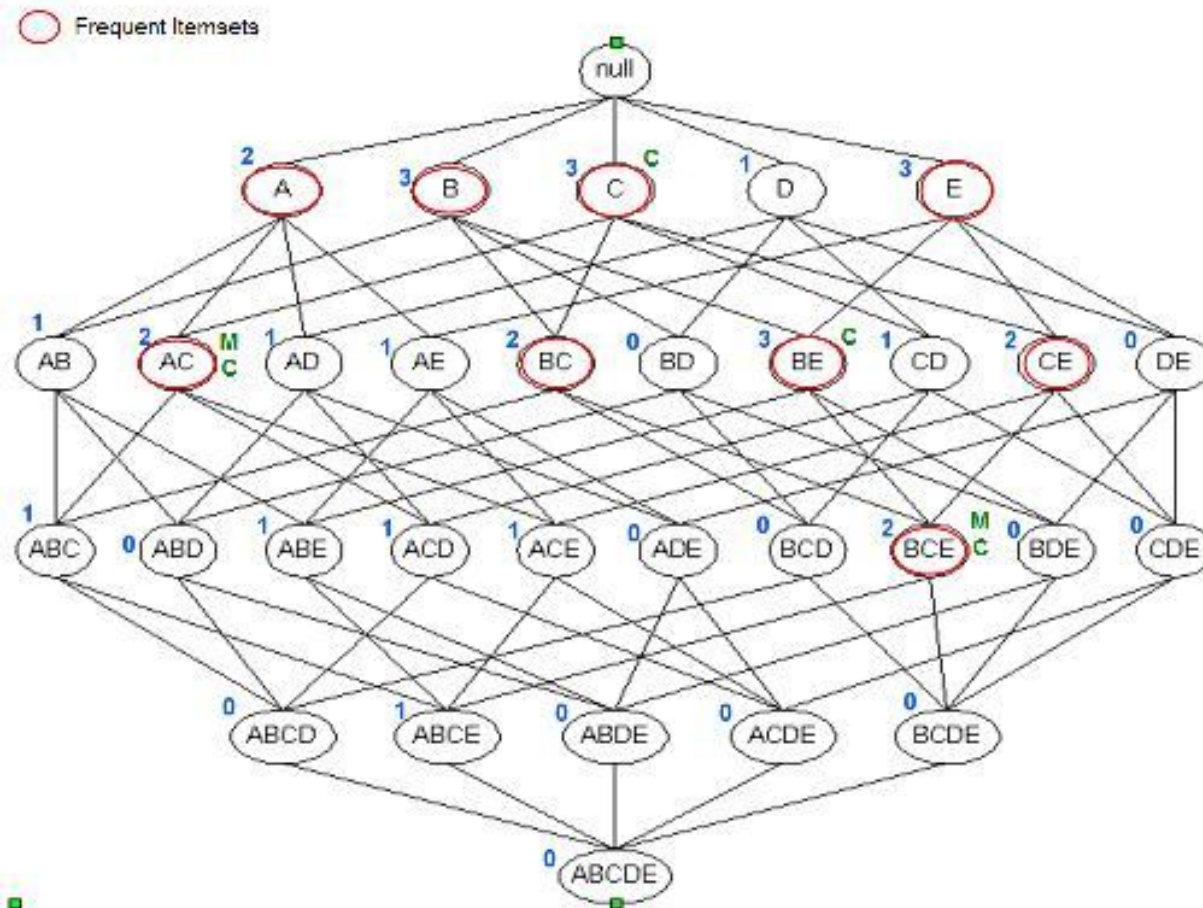 Frequent Itemsets
null
2 A 3 B 3 C C 1 D 3 E
1 AB 2 AC M C 1 AD 1 AE 2 BC 0 BD 3 BE C 1 CD 2 CE 0 DE
1 ABC 0 ABD 1 ABE 1 ACD 1 ACE 0 ADE 0 BCD 2 BCE M C 0 BDE 0 CDE
0 ABCD 1 ABCE 0 ABDE 0 ACDE 0 BCDE
0 ABCDE